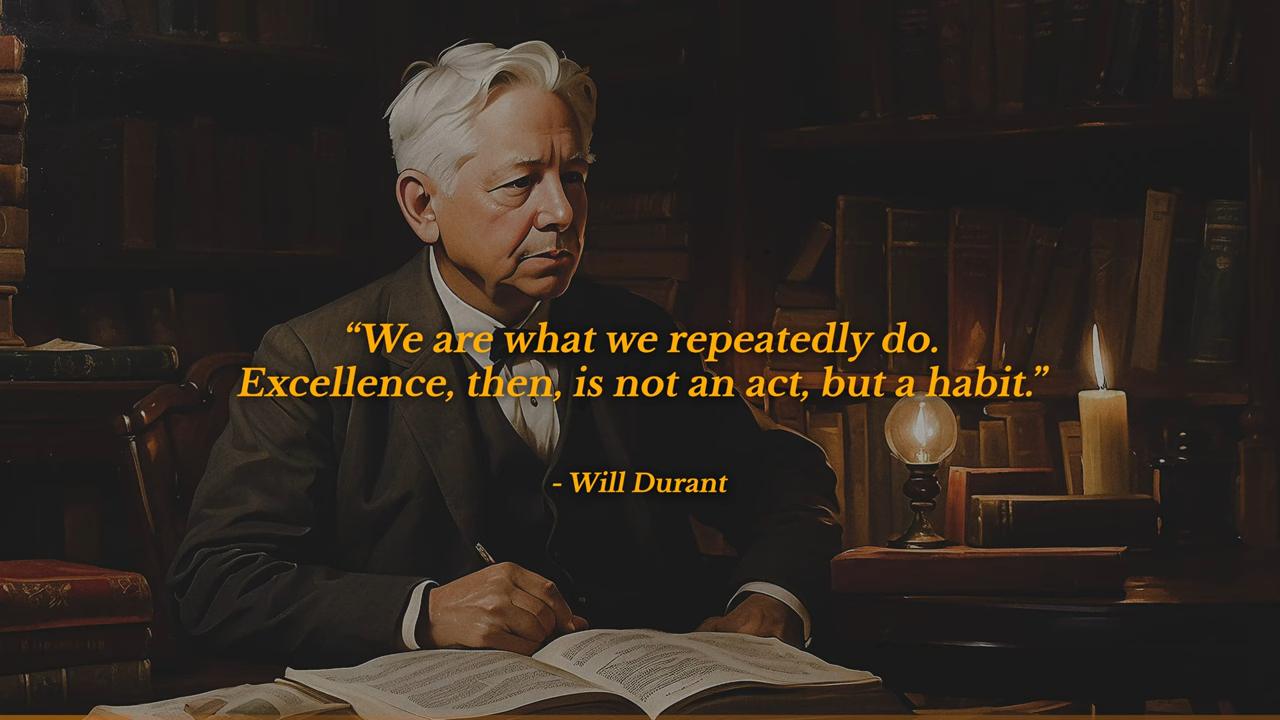 “We are what we repeatedly do.
Excellence, then, is not an act, but a habit.”
- Will Durant